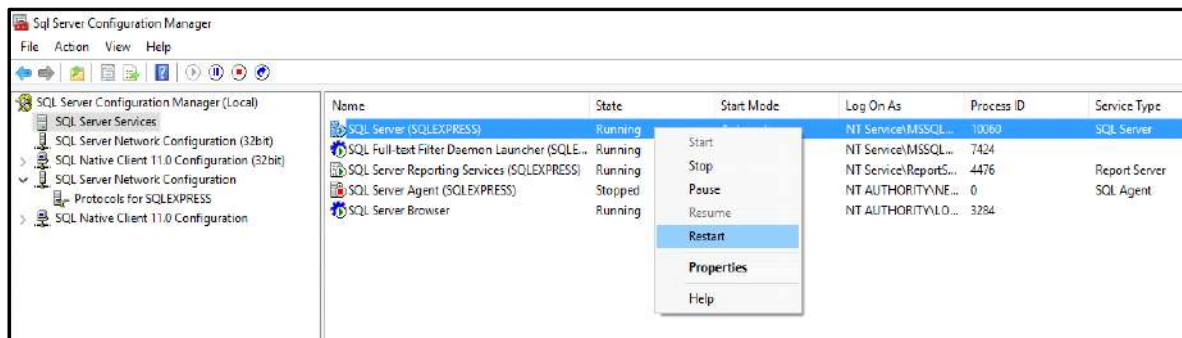 Sql Server Configuration Manager
File Action View Help
SQL Server Configuration Manager (Local)
SQL Server Services
SQL Server Network Configuration (32bit)
SQL Native Client 11.0 Configuration (32bit)
SQL Server Network Configuration
Protocols for SQLEXPRESS
SQL Native Client 11.0 Configuration
Name State Start Mode Log On As Process ID Service Type
SQL Server (SQLEXPRESS) Running NT Service\MSSQL... 10060 SQL Server
SQL Full-text Filter Daemon Launcher (SQLE... Running NT Service\MSSQL... 7424
SQL Server Reporting Services (SQLEXPRESS) Running NT Service\ReportS... 4476 Report Server
SQL Server Agent (SQLEXPRESS) Stopped NT AUTHORITY\NE... 0 SQL Agent
SQL Server Browser Running NT AUTHORITY\LO... 3284
Start
Stop
Pause
Resume
Restart
Properties
Help